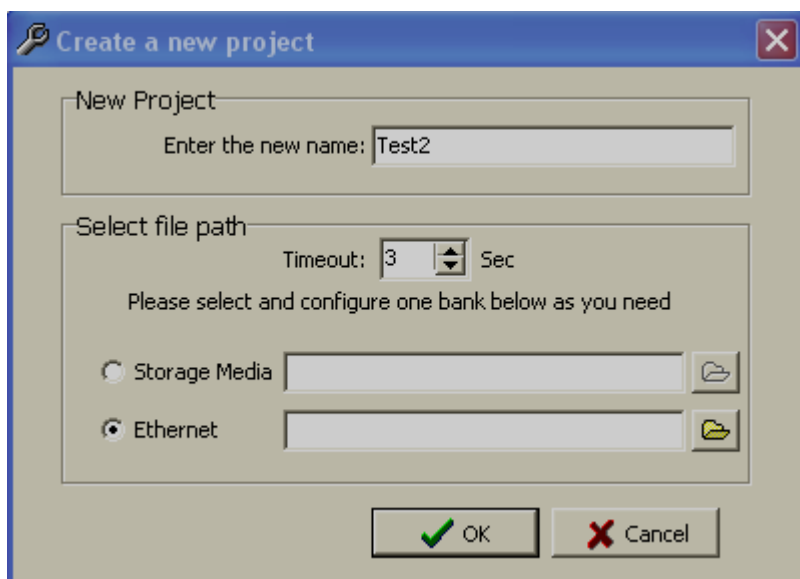 Create a new project
New Project
Enter the new name: Test2
Select file path
Timeout: 3 Sec
Please select and configure one bank below as you need
Storage Media
Ethernet
OK Cancel